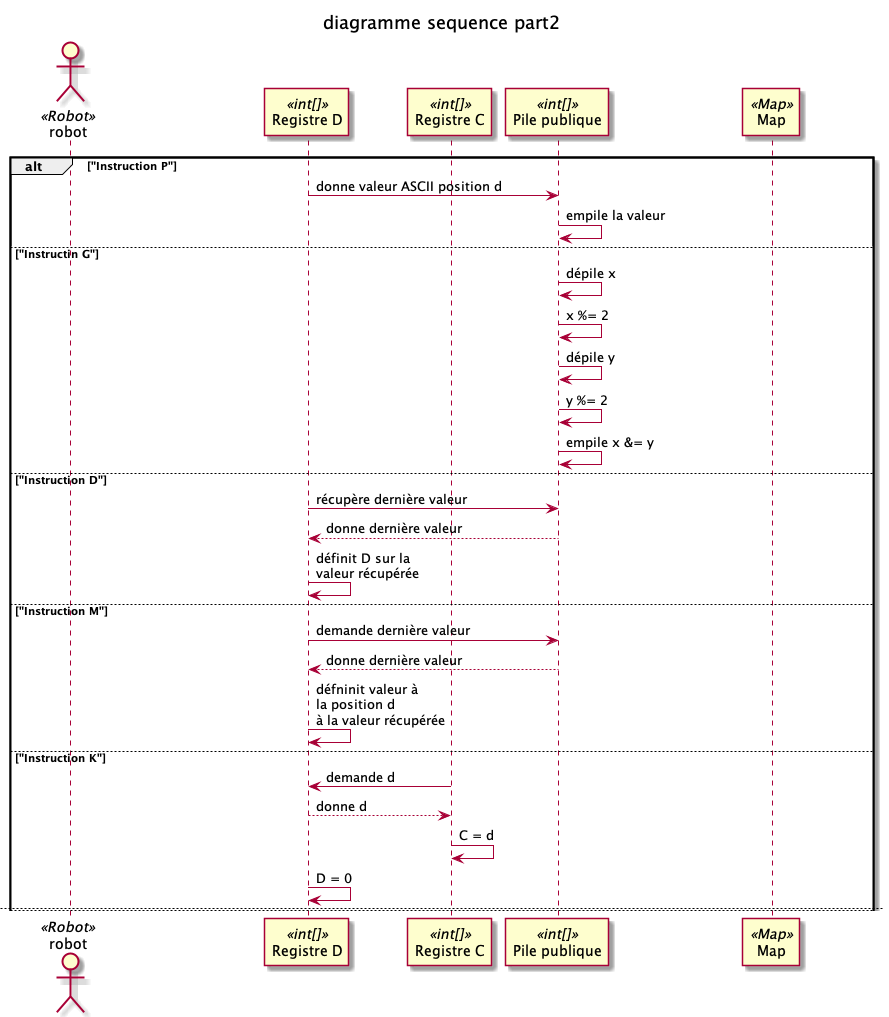 diagramme sequence part2
«Robot»
robot
«int[]»
Registre D
«int[]»
Registre C
«int[]»
Pile publique
«Map»
Map
alt
["Instruction P"]
donne valeur ASCII position d
empile la valeur
["Instructin G"]
dépile x
x %= 2
dépile y
y %= 2
empile x &= y
["Instruction D"]
récupère dernière valeur
donne dernière valeur
définit D sur la
valeur récupérée
["Instruction M"]
demande dernière valeur
donne dernière valeur
défninit valeur à
la position d
à la valeur récupérée
["Instruction K"]
demande d
donne d
C = d
D = 0
«Robot»
robot
«int[]»
Registre D
«int[]»
Registre C
«int[]»
Pile publique
«Map»
Map